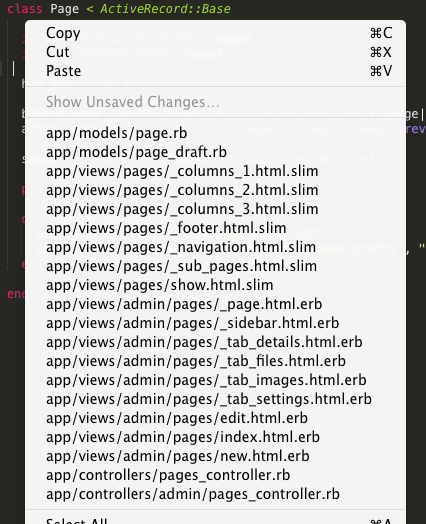 class Page < ActiveRecord::Base
Copy ⌘C
Cut ⌘X
Paste ⌘V
Show Unsaved Changes...
app/models/page.rb
app/models/page_draft.rb
app/views/pages/_columns_1.html.slim
app/views/pages/_columns_2.html.slim
app/views/pages/_columns_3.html.slim
app/views/pages/_footer.html.slim
app/views/pages/_navigation.html.slim
app/views/pages/_sub_pages.html.slim
app/views/pages/show.html.slim
app/views/admin/pages/_page.html.erb
app/views/admin/pages/_sidebar.html.erb
app/views/admin/pages/_tab_details.html.erb
app/views/admin/pages/_tab_files.html.erb
app/views/admin/pages/_tab_images.html.erb
app/views/admin/pages/_tab_settings.html.erb
app/views/admin/pages/edit.html.erb
app/views/admin/pages/index.html.erb
app/views/admin/pages/new.html.erb
app/controllers/pages_controller.rb
app/controllers/admin/pages_controller.rb
Select All ⌘A